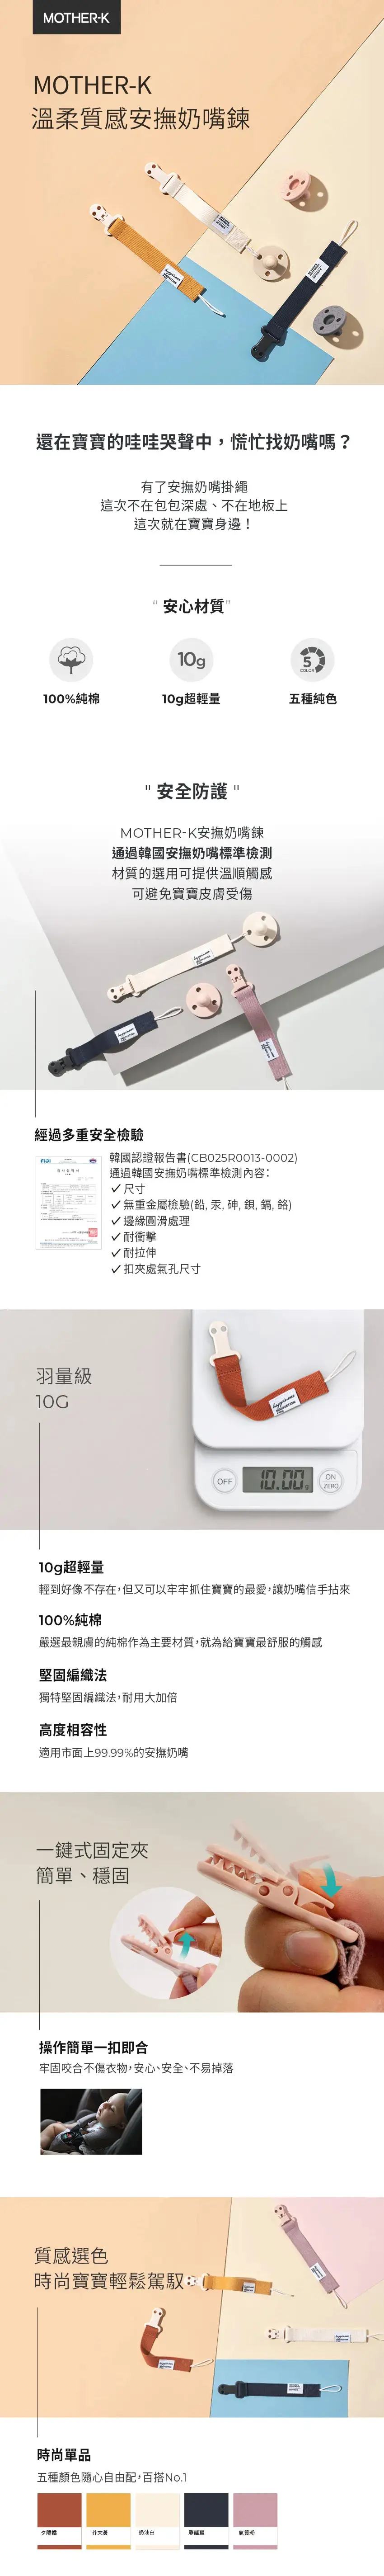 MOTHER-K
MOTHER-K
溫柔質感安撫奶嘴鍊
還在寶寶的哇哇哭聲中，慌忙找奶嘴嗎？
有了安撫奶嘴掛繩
這次不在包包深處、不在地板上
這次就在寶寶身邊！
“ 安心材質 ”
10g
5
COLOR
100%純棉
10g超輕量
五種純色
" 安全防護 "
MOTHER-K安撫奶嘴鍊
通過韓國安撫奶嘴標準檢測
材質的選用可提供溫順觸感
可避免寶寶皮膚受傷
經過多重安全檢驗
韓國認證報告書(CB025R0013-0002)
通過韓國安撫奶嘴標準檢測內容：
✓ 尺寸
✓ 無重金屬檢驗(鉛, 汞, 砷, 鋇, 鎘, 鉻)
✓ 邊緣圓滑處理
✓ 耐衝擊
✓ 耐拉伸
✓ 扣夾處氣孔尺寸
羽量級
10G
happiness
OFF
10.00
ON
ZERO
10g超輕量
輕到好像不存在，但又可以牢牢抓住寶寶的最愛，讓奶嘴信手拈來
100%純棉
嚴選最親膚的純棉作為主要材質，就為給寶寶最舒服的觸感
堅固編織法
獨特堅固編織法，耐用大加倍
高度相容性
適用市面上99.99%的安撫奶嘴
一鍵式固定夾
簡單、穩固
操作簡單一扣即合
牢固咬合不傷衣物，安心、安全、不易掉落
質感選色
時尚寶寶輕鬆駕馭
時尚單品
五種顏色隨心自由配，百搭No.1
夕陽橘
芥末黃
奶油白
靜謐藍
氣質粉